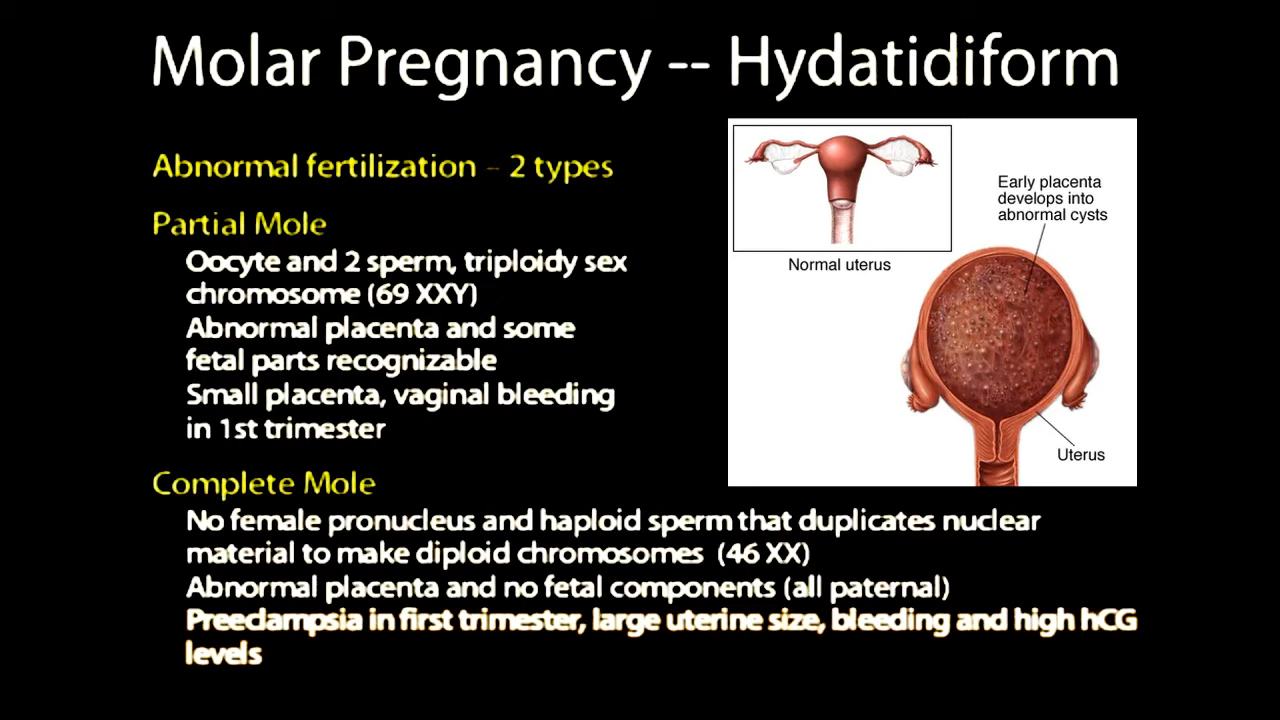 Molar Pregnancy -- Hydatidiform
Abnormal fertilization - 2 types
Partial Mole
Oocyte and 2 sperm, triploidy sex
chromosome (69 XXY)
Abnormal placenta and some
fetal parts recognizable
Small placenta, vaginal bleeding
in 1st trimester
Normal uterus
Early placenta
develops into
abnormal cysts
Uterus
Complete Mole
No female pronucleus and haploid sperm that duplicates nuclear
material to make diploid chromosomes (46 XX)
Abnormal placenta and no fetal components (all paternal)
Preeclampsia in first trimester, large uterine size, bleeding and high hCG
levels